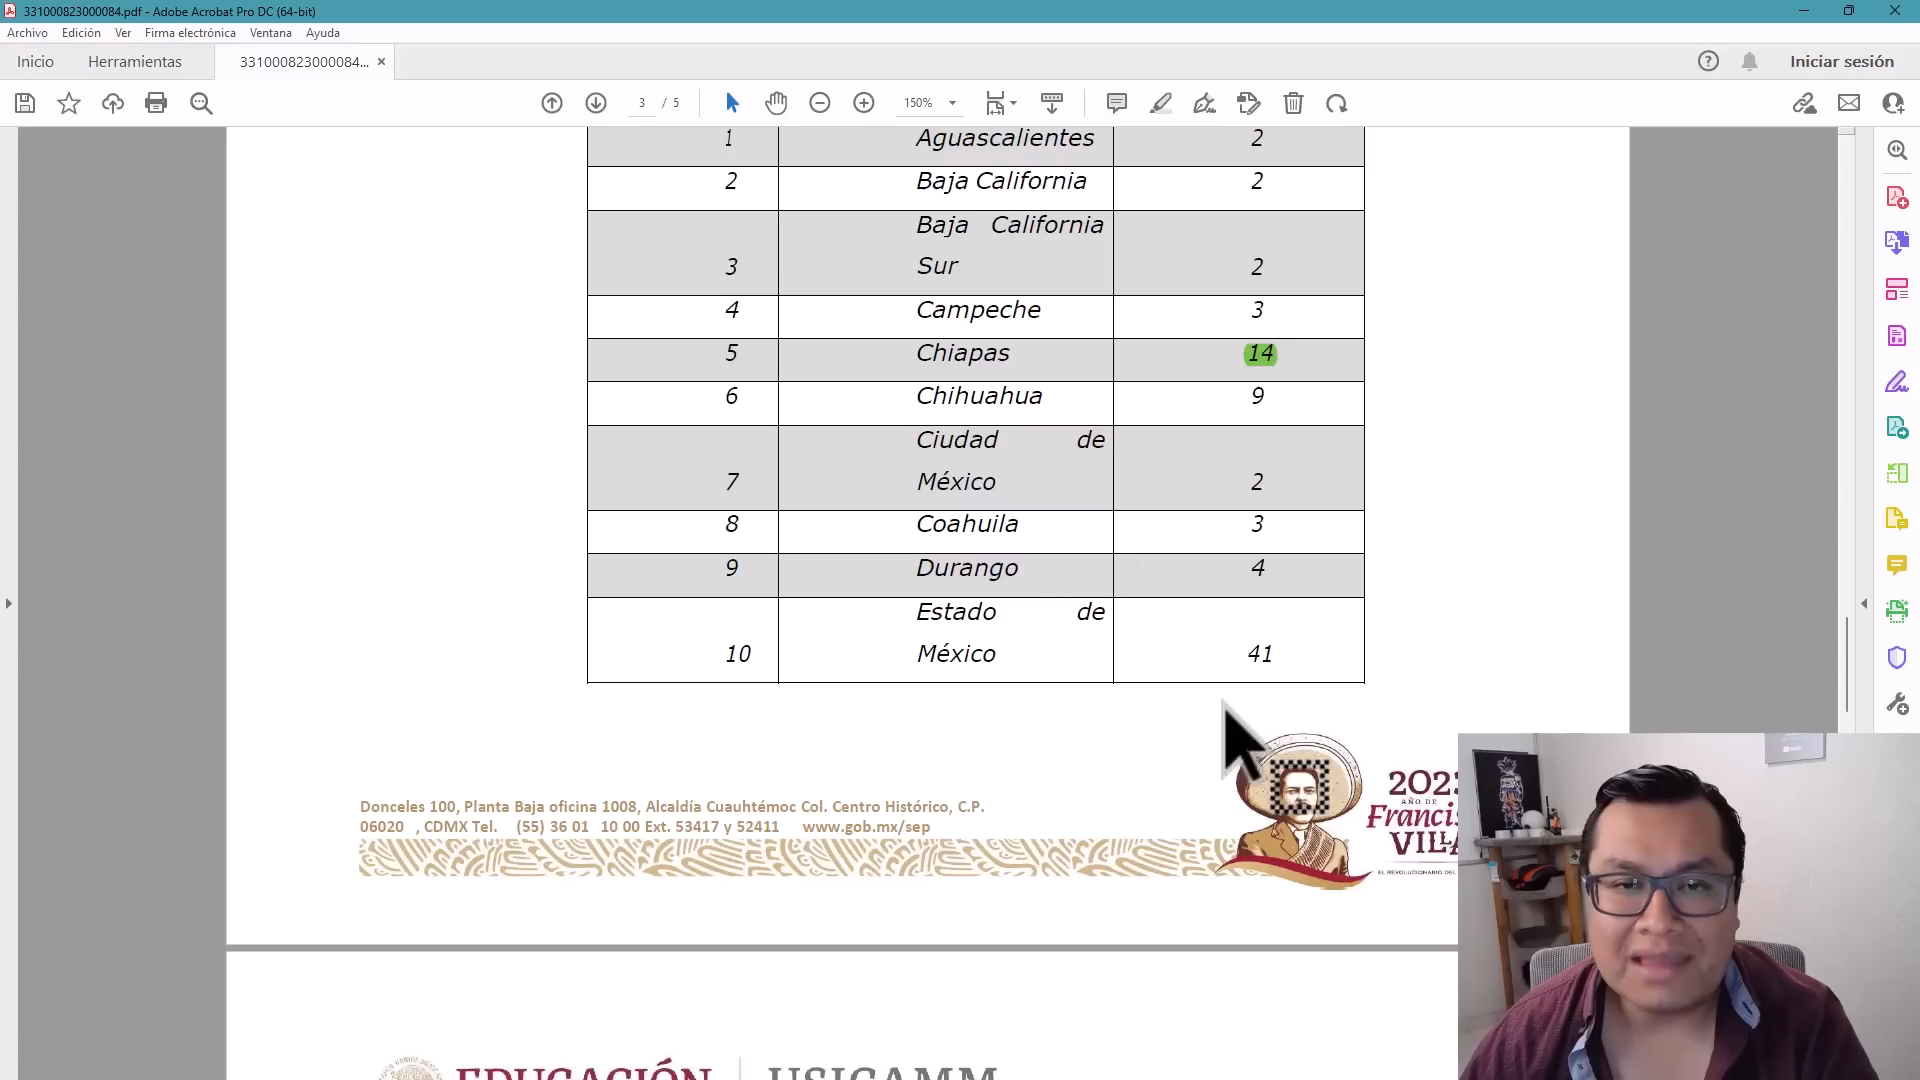 331000823000084.pdf - Adobe Acrobat Pro DC (64-bit)
Archivo Edición Ver Firma electrónica Ventana Ayuda
Inicio Herramientas 331000823000084... × Iniciar sesión
3 / 5 150%
1 Aguascalientes 2
2 Baja California 2
Baja California
3 Sur 2
4 Campeche 3
5 Chiapas 14
6 Chihuahua 9
Ciudad de
7 México 2
8 Coahuila 3
9 Durango 4
Estado de
10 México 41
Donceles 100, Planta Baja oficina 1008, Alcaldía Cuauhtémoc Col. Centro Histórico, C.P.
06020 , CDMX Tel. (55) 36 01 10 00 Ext. 53417 y 52411 www.gob.mx/sep
AÑO DE
EL REVOLUCIONARIO DEL
EDUCACIÓN USICAMM